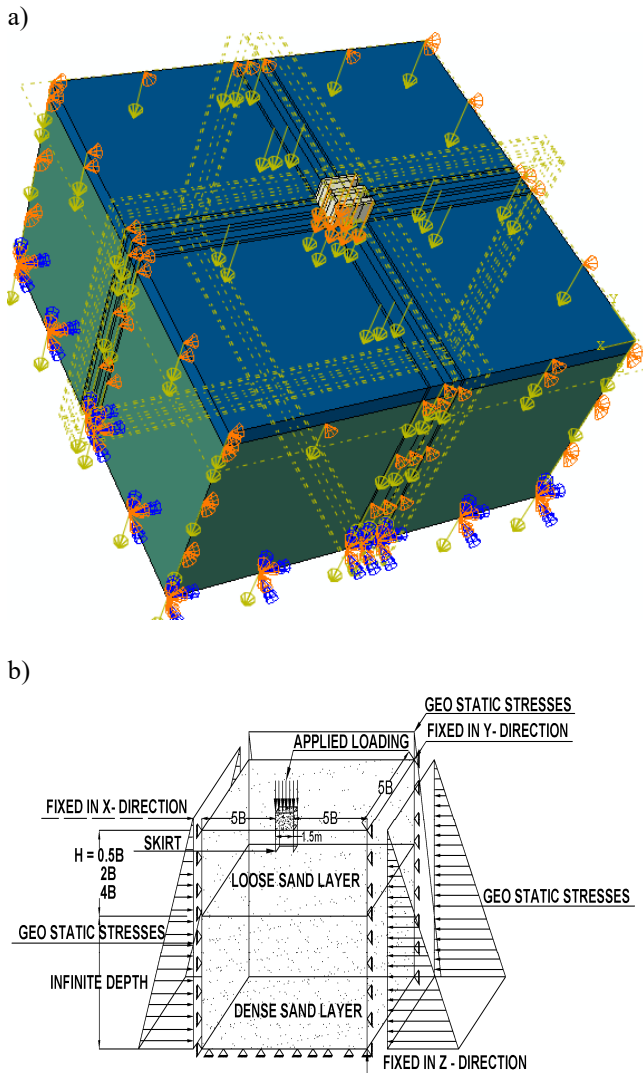 a)
Y
X
b)
GEO STATIC STRESSES
APPLIED LOADING
FIXED IN Y- DIRECTION
FIXED IN X- DIRECTION
5B
5B
5B
SKIRT
1.5m
H = 0.5B
2B
4B
LOOSE SAND LAYER
GEO STATIC STRESSES
GEO STATIC STRESSES
INFINITE DEPTH
DENSE SAND LAYER
FIXED IN Z - DIRECTION